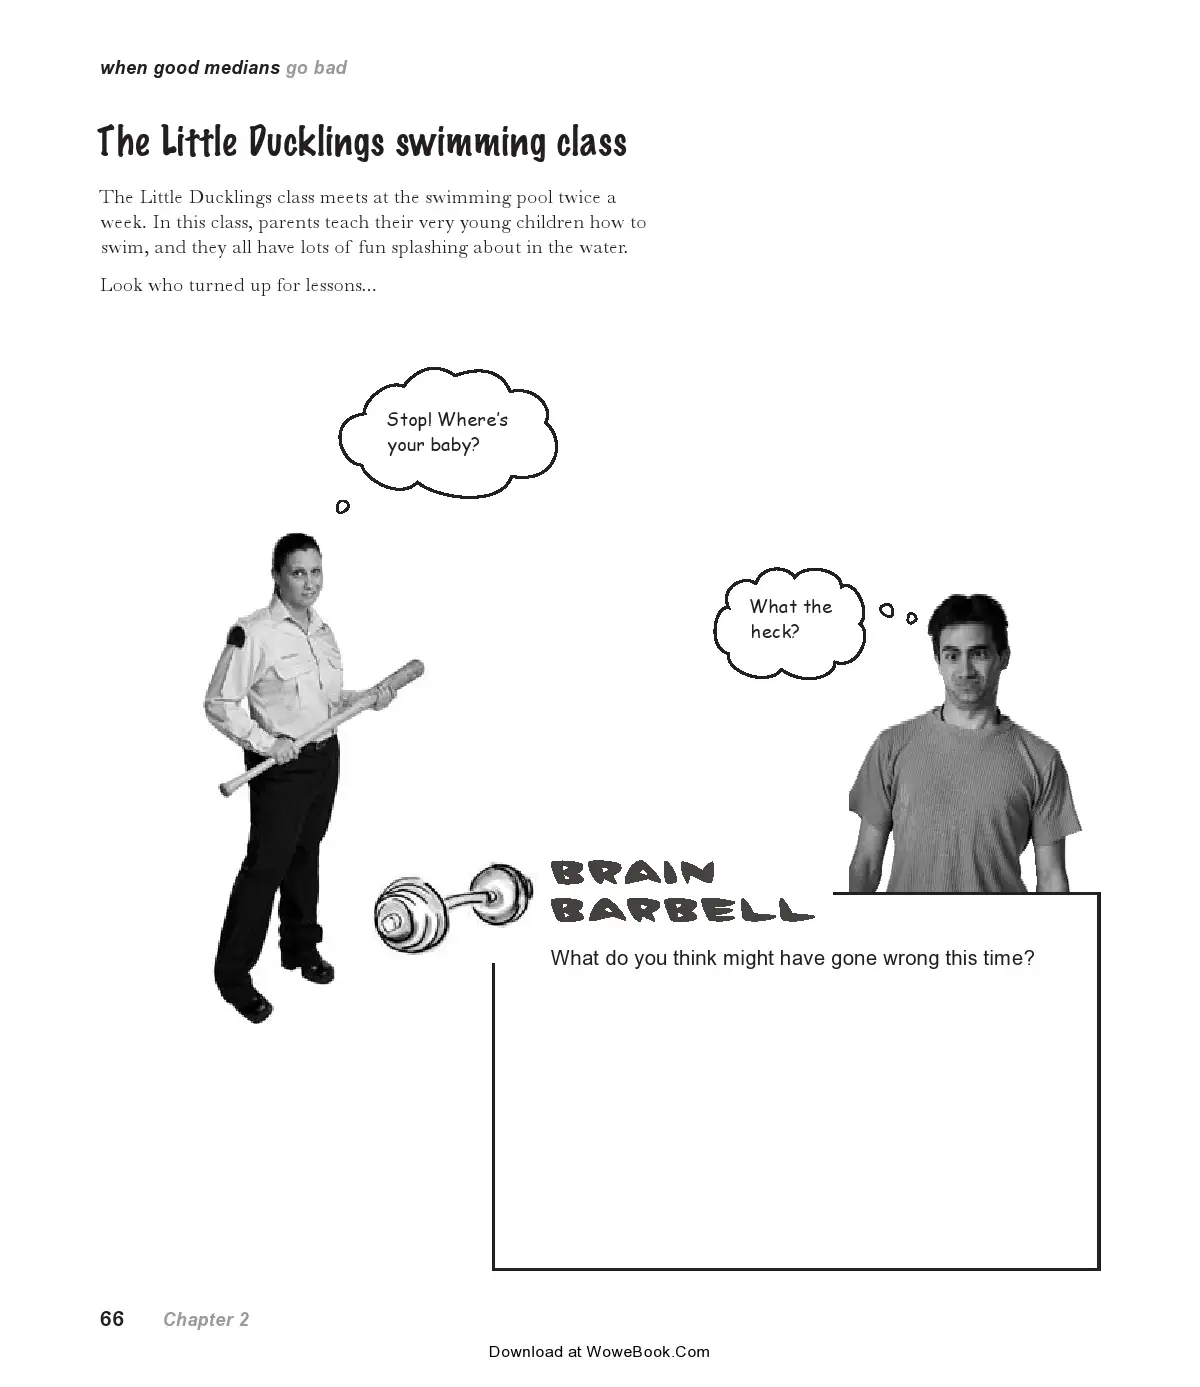 when good medians go bad
The Little Ducklings swimming class
The Little Ducklings class meets at the swimming pool twice a
week. In this class, parents teach their very young children how to
swim, and they all have lots of fun splashing about in the water.
Look who turned up for lessons...
Stop! Where's
your baby?
What the
heck?
BRAIN
BARBELL
What do you think might have gone wrong this time?
66 Chapter 2
Download at WoweBook.Com